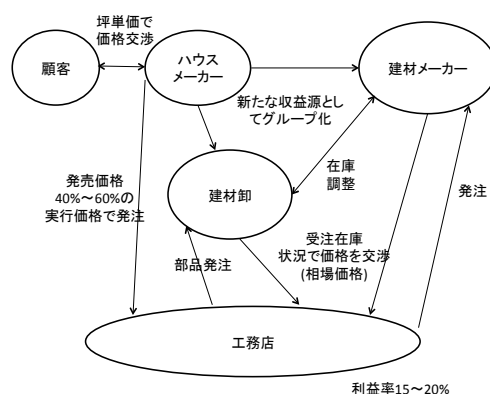 坪単価で
価格交渉
顧客
ハウス
メーカー
建材メーカー
新たな収益源とし
てグループ化
発売価格
40%～60%の
実行価格で発注
建材卸
在庫
調整
発注
受注在庫
状況で価格を交渉
(相場価格)
部品発注
工務店
利益率15～20%